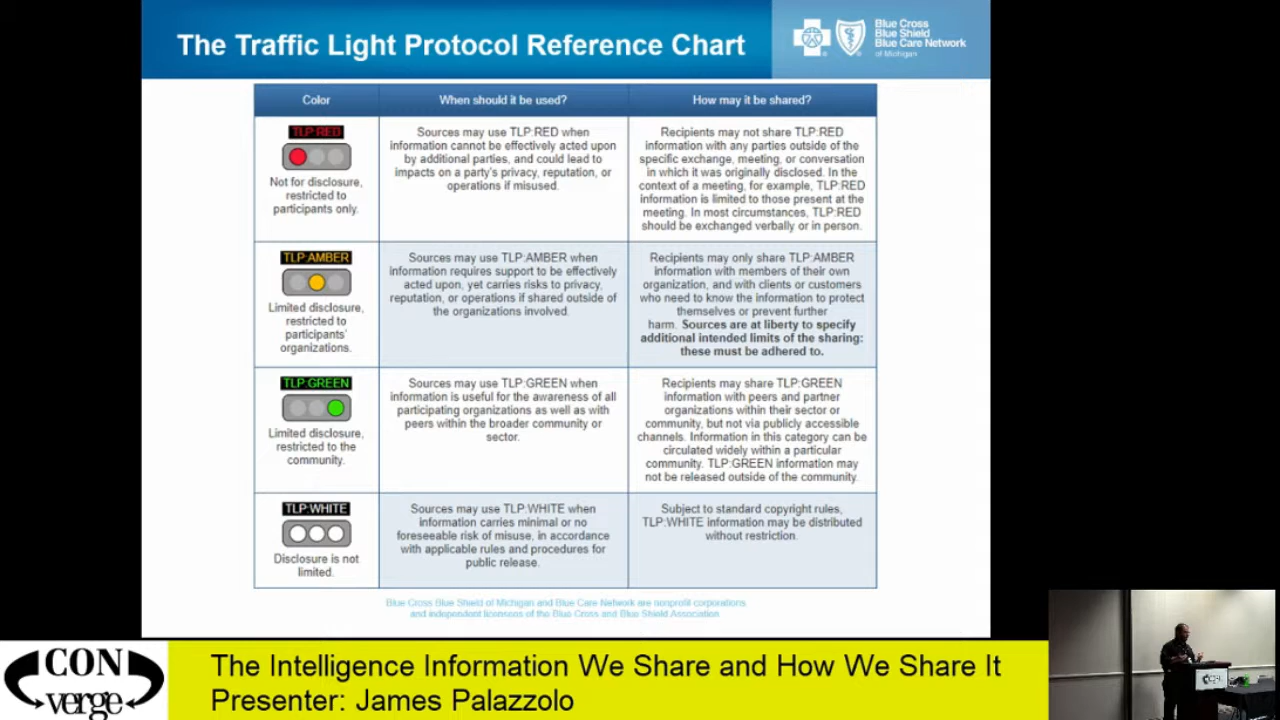 The Traffic Light Protocol Reference Chart
Blue Cross
Blue Shield
Blue Care Network
of Michigan
Color
When should it be used?
How may it be shared?
TLP:RED
Not for disclosure,
restricted to
participants only.
Sources may use TLP:RED when
information cannot be effectively acted upon
by additional parties, and could lead to
impacts on a party's privacy, reputation, or
operations if misused.
Recipients may not share TLP:RED
information with any parties outside of the
specific exchange, meeting, or conversation
in which it was originally disclosed. In the
context of a meeting, for example, TLP:RED
information is limited to those present at the
meeting. In most circumstances, TLP:RED
should be exchanged verbally or in person.
TLP:AMBER
Limited disclosure,
restricted to
participants'
organizations.
Sources may use TLP:AMBER when
information requires support to be effectively
acted upon, yet carries risks to privacy,
reputation, or operations if shared outside of
the organizations involved.
Recipients may only share TLP:AMBER
information with members of their own
organization, and with clients or customers
who need to know the information to protect
themselves or prevent further
harm. Sources are at liberty to specify
additional intended limits of the sharing:
these must be adhered to.
TLP:GREEN
Limited disclosure,
restricted to the
community.
Sources may use TLP:GREEN when
information is useful for the awareness of all
participating organizations as well as with
peers within the broader community or
sector.
Recipients may share TLP:GREEN
information with peers and partner
organizations within their sector or
community, but not via publicly accessible
channels. Information in this category can be
circulated widely within a particular
community. TLP:GREEN information may
not be released outside of the community.
TLP:WHITE
Disclosure is not
limited.
Sources may use TLP:WHITE when
information carries minimal or no
foreseeable risk of misuse, in accordance
with applicable rules and procedures for
public release.
Subject to standard copyright rules,
TLP:WHITE information may be distributed
without restriction.
Blue Cross Blue Shield of Michigan and Blue Care Network are nonprofit corporations
and independent licensees of the Blue Cross and Blue Shield Association
CON
verge
The Intelligence Information We Share and How We Share It
Presenter: James Palazzolo